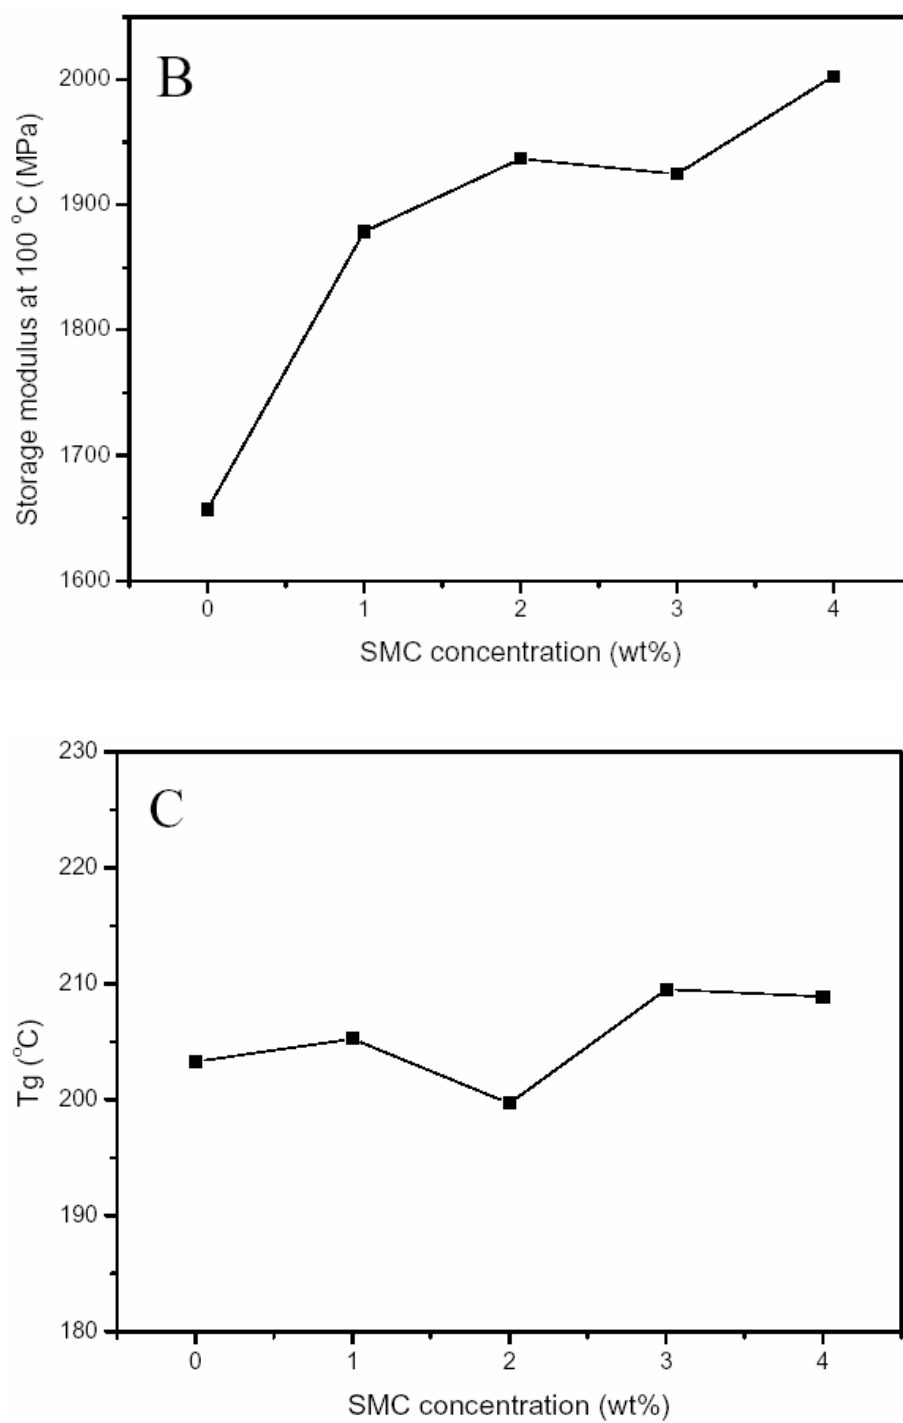 B
Storage modulus at 100 °C (MPa)
2000
1900
1800
1700
1600
0 1 2 3 4
SMC concentration (wt%)
C
Tg (°C)
230
220
210
200
190
180
0 1 2 3 4
SMC concentration (wt%)